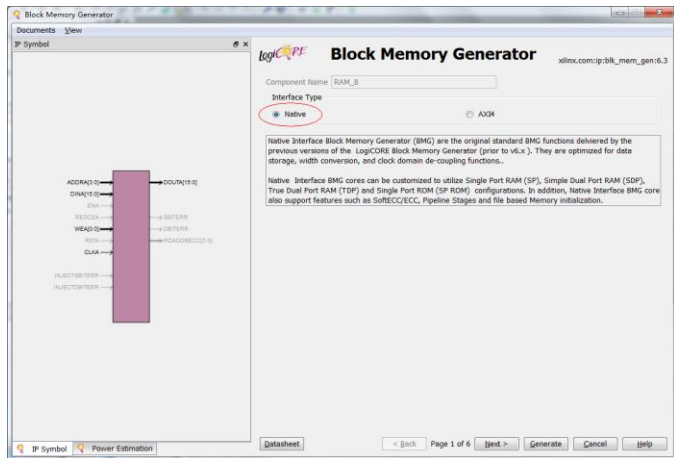 Block Memory Generator
Documents View
IP Symbol
LogiCORE
Block Memory Generator
xilinx.com:ip:blk_mem_gen:6.3
Component Name RAM_B
Interface Type
Native
AXI4
Native Interface Block Memory Generator (BMG) are the original standard BMG functions delivered by the
previous versions of the LogiCORE Block Memory Generator (prior to v6.x ). They are optimized for data
storage, width conversion, and clock domain de-coupling functions..
Native Interface BMG cores can be customized to utilize Single Port RAM (SP), Simple Dual Port RAM (SDP),
True Dual Port RAM (TDP) and Single Port ROM (SP ROM) configurations. In addition, Native Interface BMG core
also support features such as SoftECC/ECC, Pipeline Stages and file based Memory initialization.
ADDRA[3:0]
DOUTA[15:0]
DINA[15:0]
ENA
REGCEA
SBITERR
WEA[0:0]
DBITERR
RSTA
RDADDRECC[3:0]
CLKA
INJECTSBITERR
INJECTDBITERR
IP Symbol
Power Estimation
Datasheet
< Back
Page 1 of 6
Next >
Generate
Cancel
Help